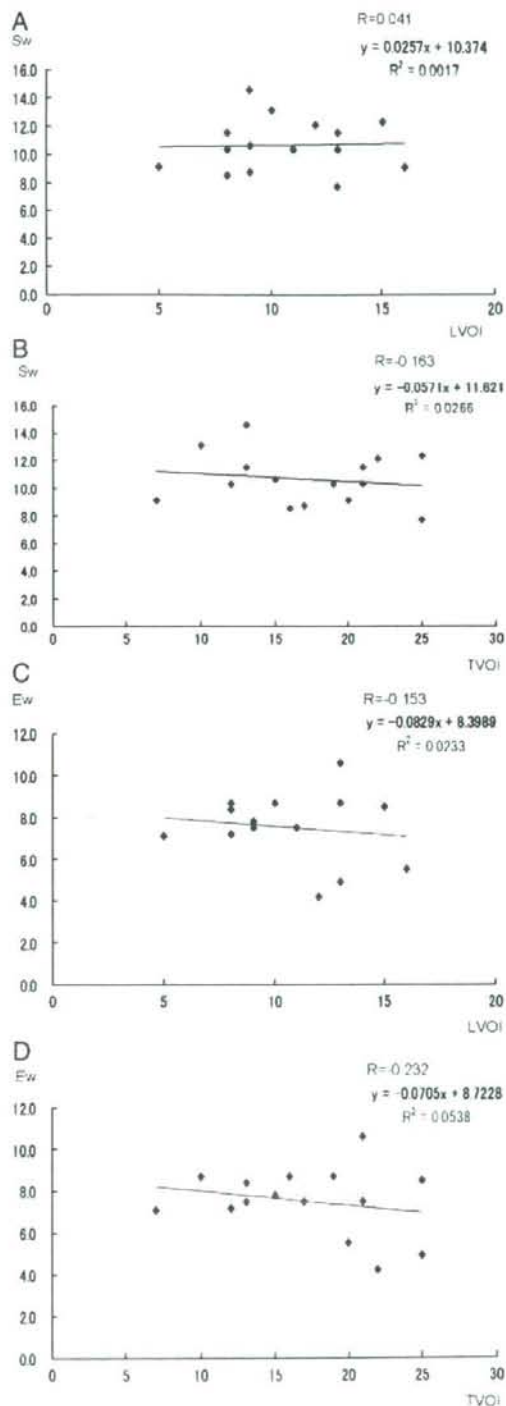 A
Sw
R=0.041
y = 0.0257x + 10.374
R² = 0.0017
16.0
14.0
12.0
10.0
8.0
6.0
4.0
2.0
0.0
0 5 10 15 20
LVOI
B
Sw
R=-0.163
y = -0.0571x + 11.621
R² = 0.0266
16.0
14.0
12.0
10.0
8.0
6.0
4.0
2.0
0.0
0 5 10 15 20 25 30
TVOI
C
Ew
R=-0.153
y = -0.0829x + 8.3989
R² = 0.0233
12.0
10.0
8.0
6.0
4.0
2.0
0.0
0 5 10 15 20
LVOI
D
Ew
R=-0.232
y = -0.0705x + 8.7228
R² = 0.0538
12.0
10.0
8.0
6.0
4.0
2.0
0.0
0 5 10 15 20 25 30
TVOI